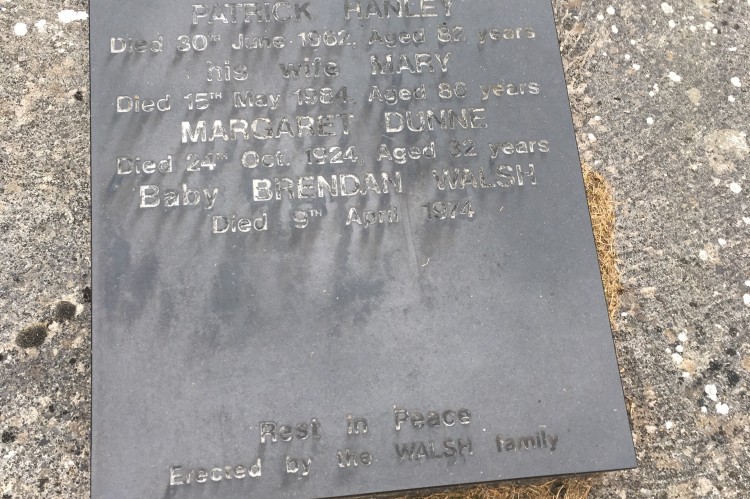 PATRICK HANLEY
Died 30TH June 1962, Aged 82 years
his wife MARY
Died 15TH May 1984, Aged 86 years
MARGARET DUNNE
Died 24TH Oct. 1924, Aged 32 years
Baby BRENDAN WALSH
Died 9TH April 1974
Rest in Peace
Erected by the WALSH family